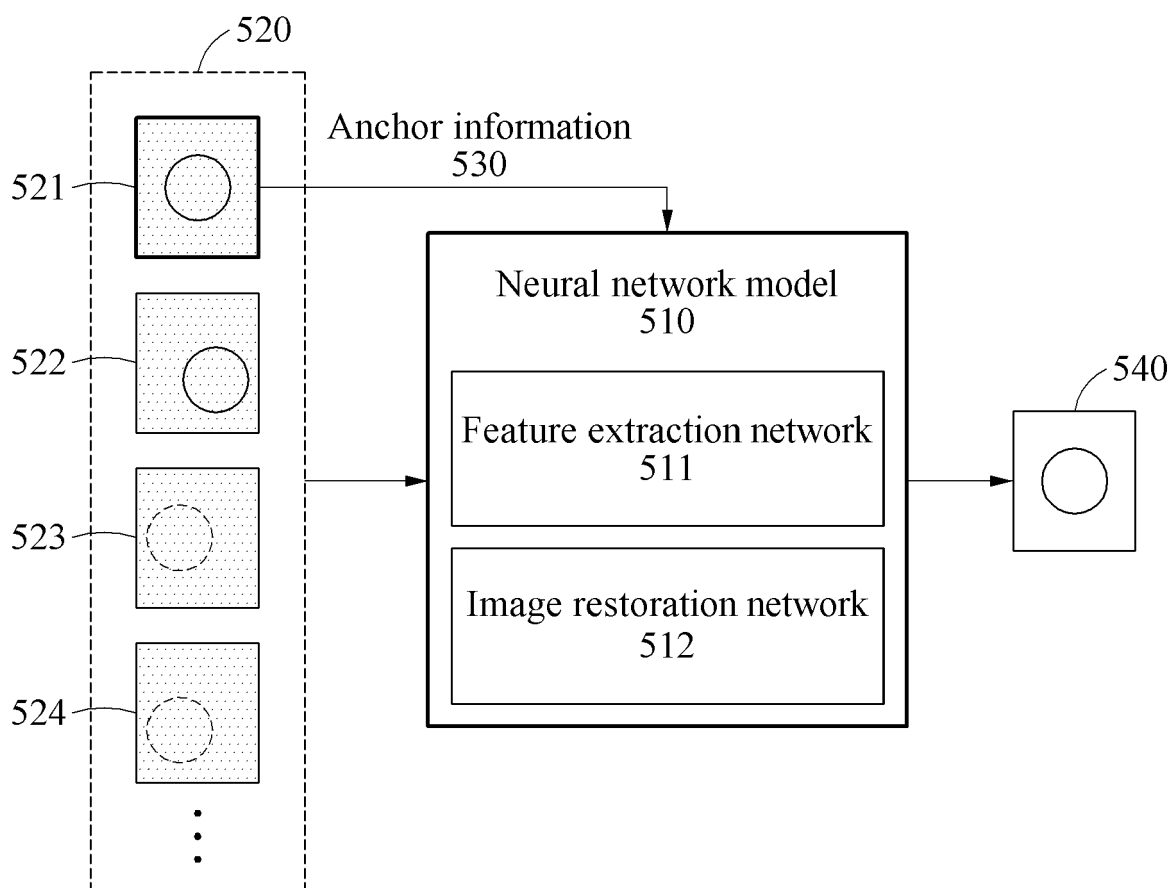 520
Anchor information
530
521
Neural network model
510
522
540
Feature extraction network
511
523
Image restoration network
512
524